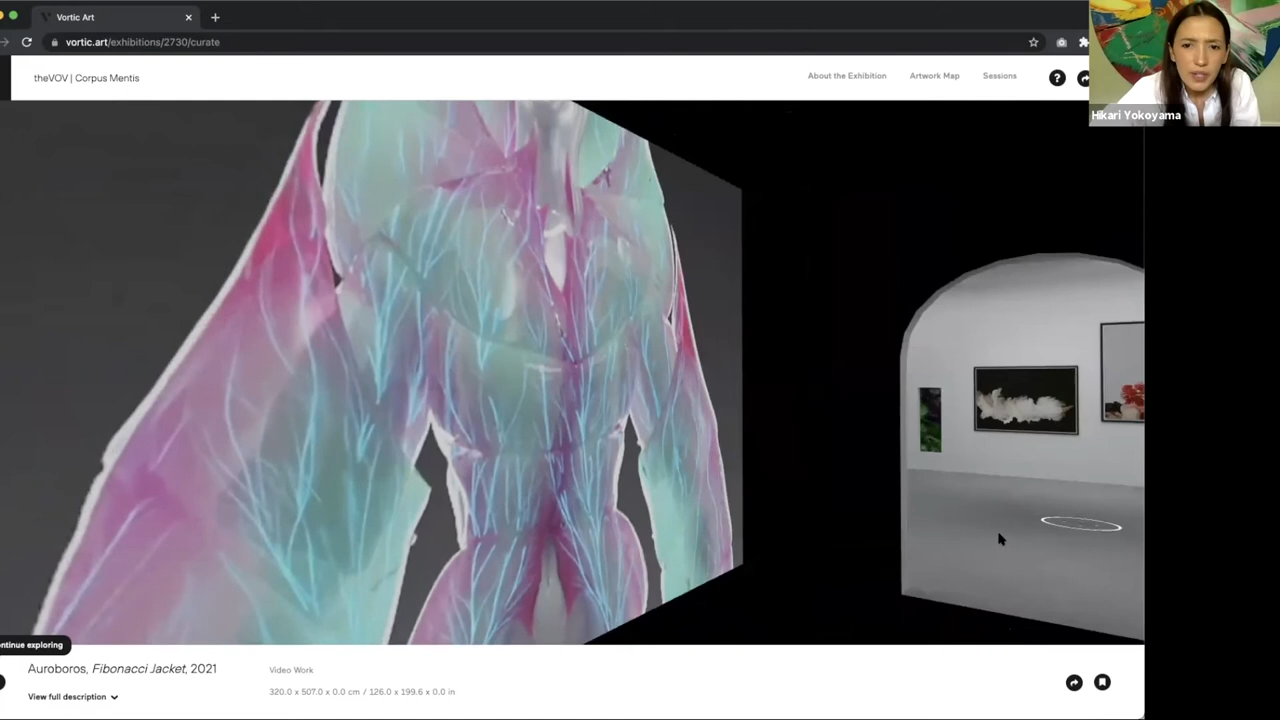 Vortic Art
vortic.art/exhibitions/2730/curate
theVOV | Corpus Mentis
About the Exhibition
Artwork Map
Sessions
?
Hikari Yokoyama
ntinue exploring
Auroboros, Fibonacci Jacket, 2021
Video Work
View full description
320.0 x 507.0 x 0.0 cm / 126.0 x 199.6 x 0.0 in